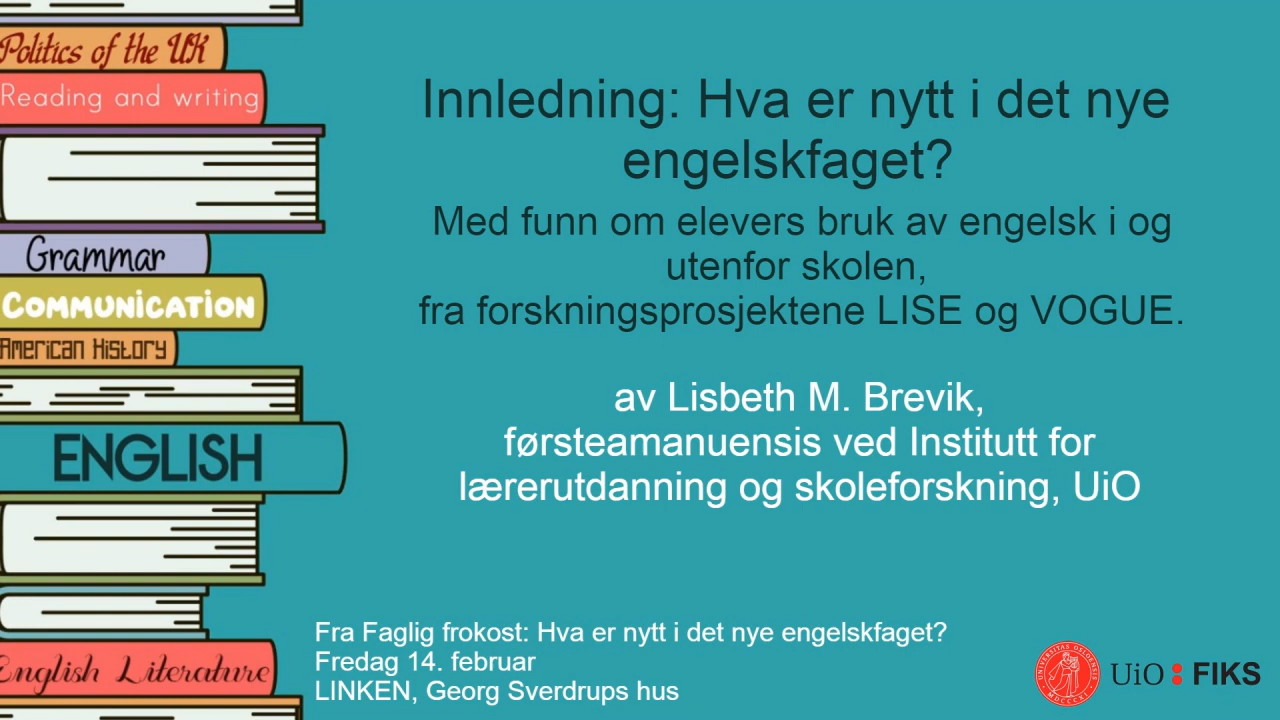 Politics of the UK
Reading and writing
Grammar
COMMUNICATION
American History
ENGLISH
English Literature
Innledning: Hva er nytt i det nye
engelskfaget?
Med funn om elevers bruk av engelsk i og
utenfor skolen,
fra forskningsprosjektene LISE og VOGUE.
av Lisbeth M. Brevik,
førsteamanuensis ved Institutt for
lærerutdanning og skoleforskning, UiO
Fra Faglig frokost: Hva er nytt i det nye engelskfaget?
Fredag 14. februar
LINKEN, Georg Sverdrups hus
UNIVERSITAS OSLOENSIS
MDCCCXI
UiO : FIKS